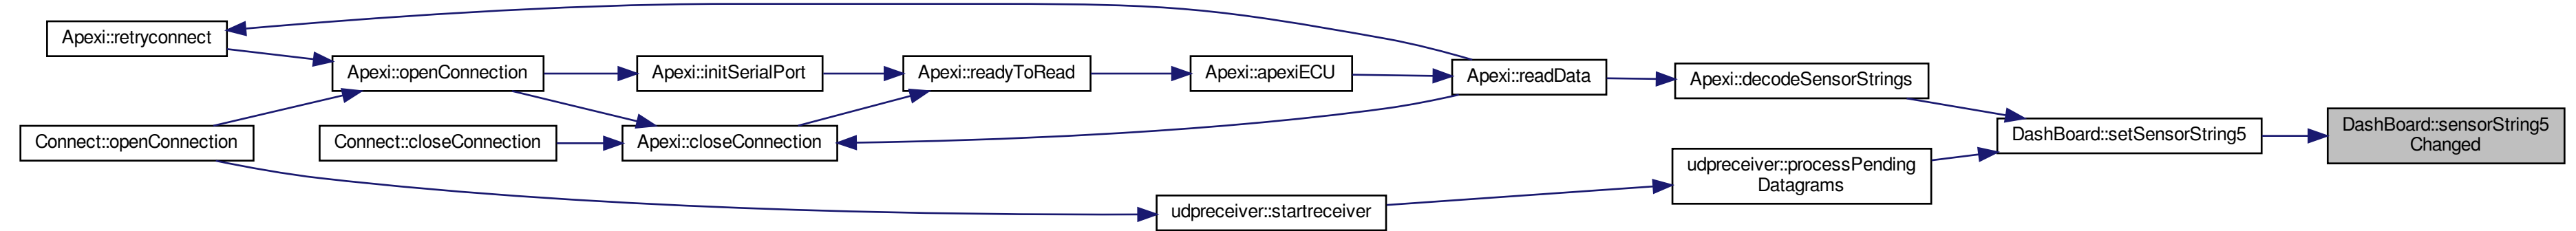 Apexi::retryconnect
Apexi::openConnection
Apexi::initSerialPort
Apexi::readyToRead
Apexi::apexiECU
Apexi::readData
Apexi::decodeSensorStrings
Connect::openConnection
Connect::closeConnection
Apexi::closeConnection
DashBoard::setSensorString5
DashBoard::sensorString5
Changed
udpreceiver::processPending
Datagrams
udpreceiver::startreceiver